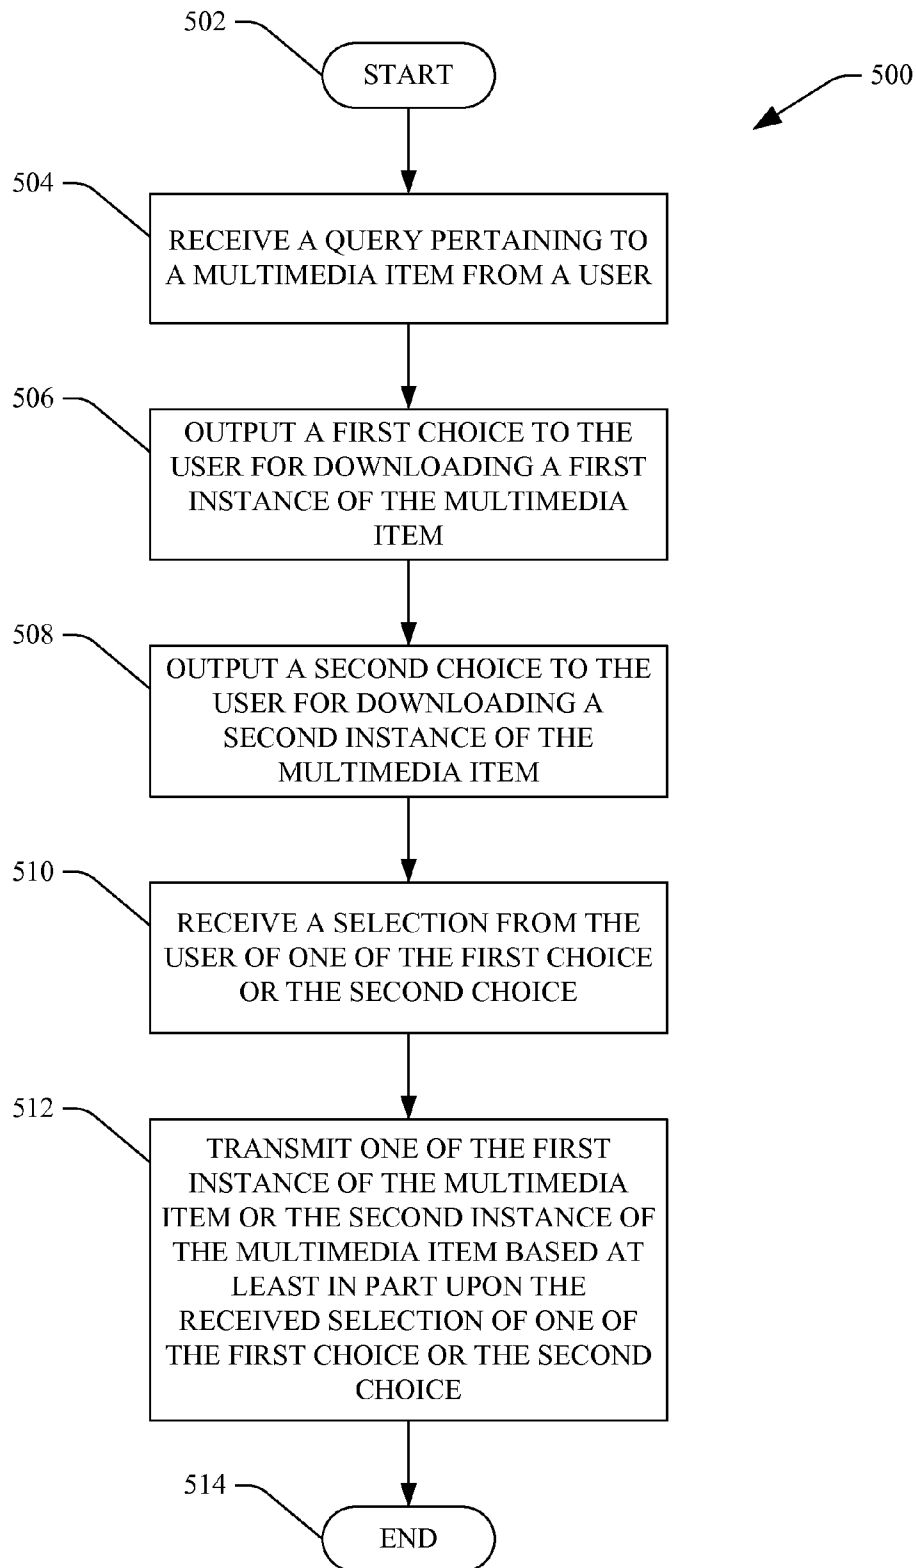 502
START
500
504
RECEIVE A QUERY PERTAINING TO
A MULTIMEDIA ITEM FROM A USER
506
OUTPUT A FIRST CHOICE TO THE
USER FOR DOWNLOADING A FIRST
INSTANCE OF THE MULTIMEDIA
ITEM
508
OUTPUT A SECOND CHOICE TO THE
USER FOR DOWNLOADING A
SECOND INSTANCE OF THE
MULTIMEDIA ITEM
510
RECEIVE A SELECTION FROM THE
USER OF ONE OF THE FIRST CHOICE
OR THE SECOND CHOICE
512
TRANSMIT ONE OF THE FIRST
INSTANCE OF THE MULTIMEDIA
ITEM OR THE SECOND INSTANCE OF
THE MULTIMEDIA ITEM BASED AT
LEAST IN PART UPON THE
RECEIVED SELECTION OF ONE OF
THE FIRST CHOICE OR THE SECOND
CHOICE
514
END